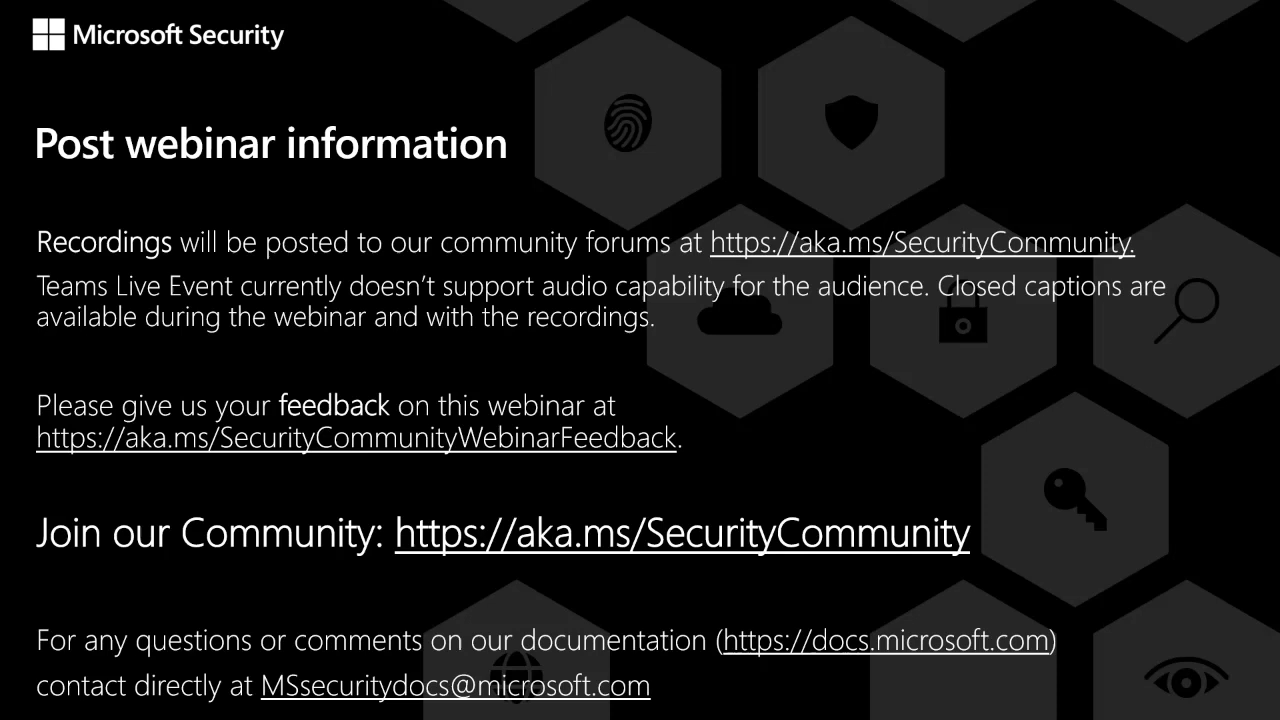 Microsoft Security
Post webinar information
Recordings will be posted to our community forums at https://aka.ms/SecurityCommunity.
Teams Live Event currently doesn't support audio capability for the audience. Closed captions are
available during the webinar and with the recordings.
Please give us your feedback on this webinar at
https://aka.ms/SecurityCommunityWebinarFeedback.
Join our Community: https://aka.ms/SecurityCommunity
For any questions or comments on our documentation (https://docs.microsoft.com)
contact directly at MSsecuritydocs@microsoft.com